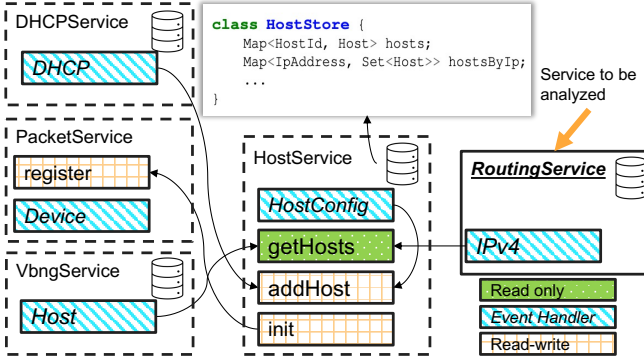 DHCPService
DHCP
class HostStore {
Map<HostId, Host> hosts;
Map<IpAddress, Set<Host>> hostsByIp;
...
}
Service to be
analyzed
PacketService
register
Device
HostService
HostConfig
getHosts
addHost
init
RoutingService
IPv4
VbngService
Host
Read only
Event Handler
Read-write